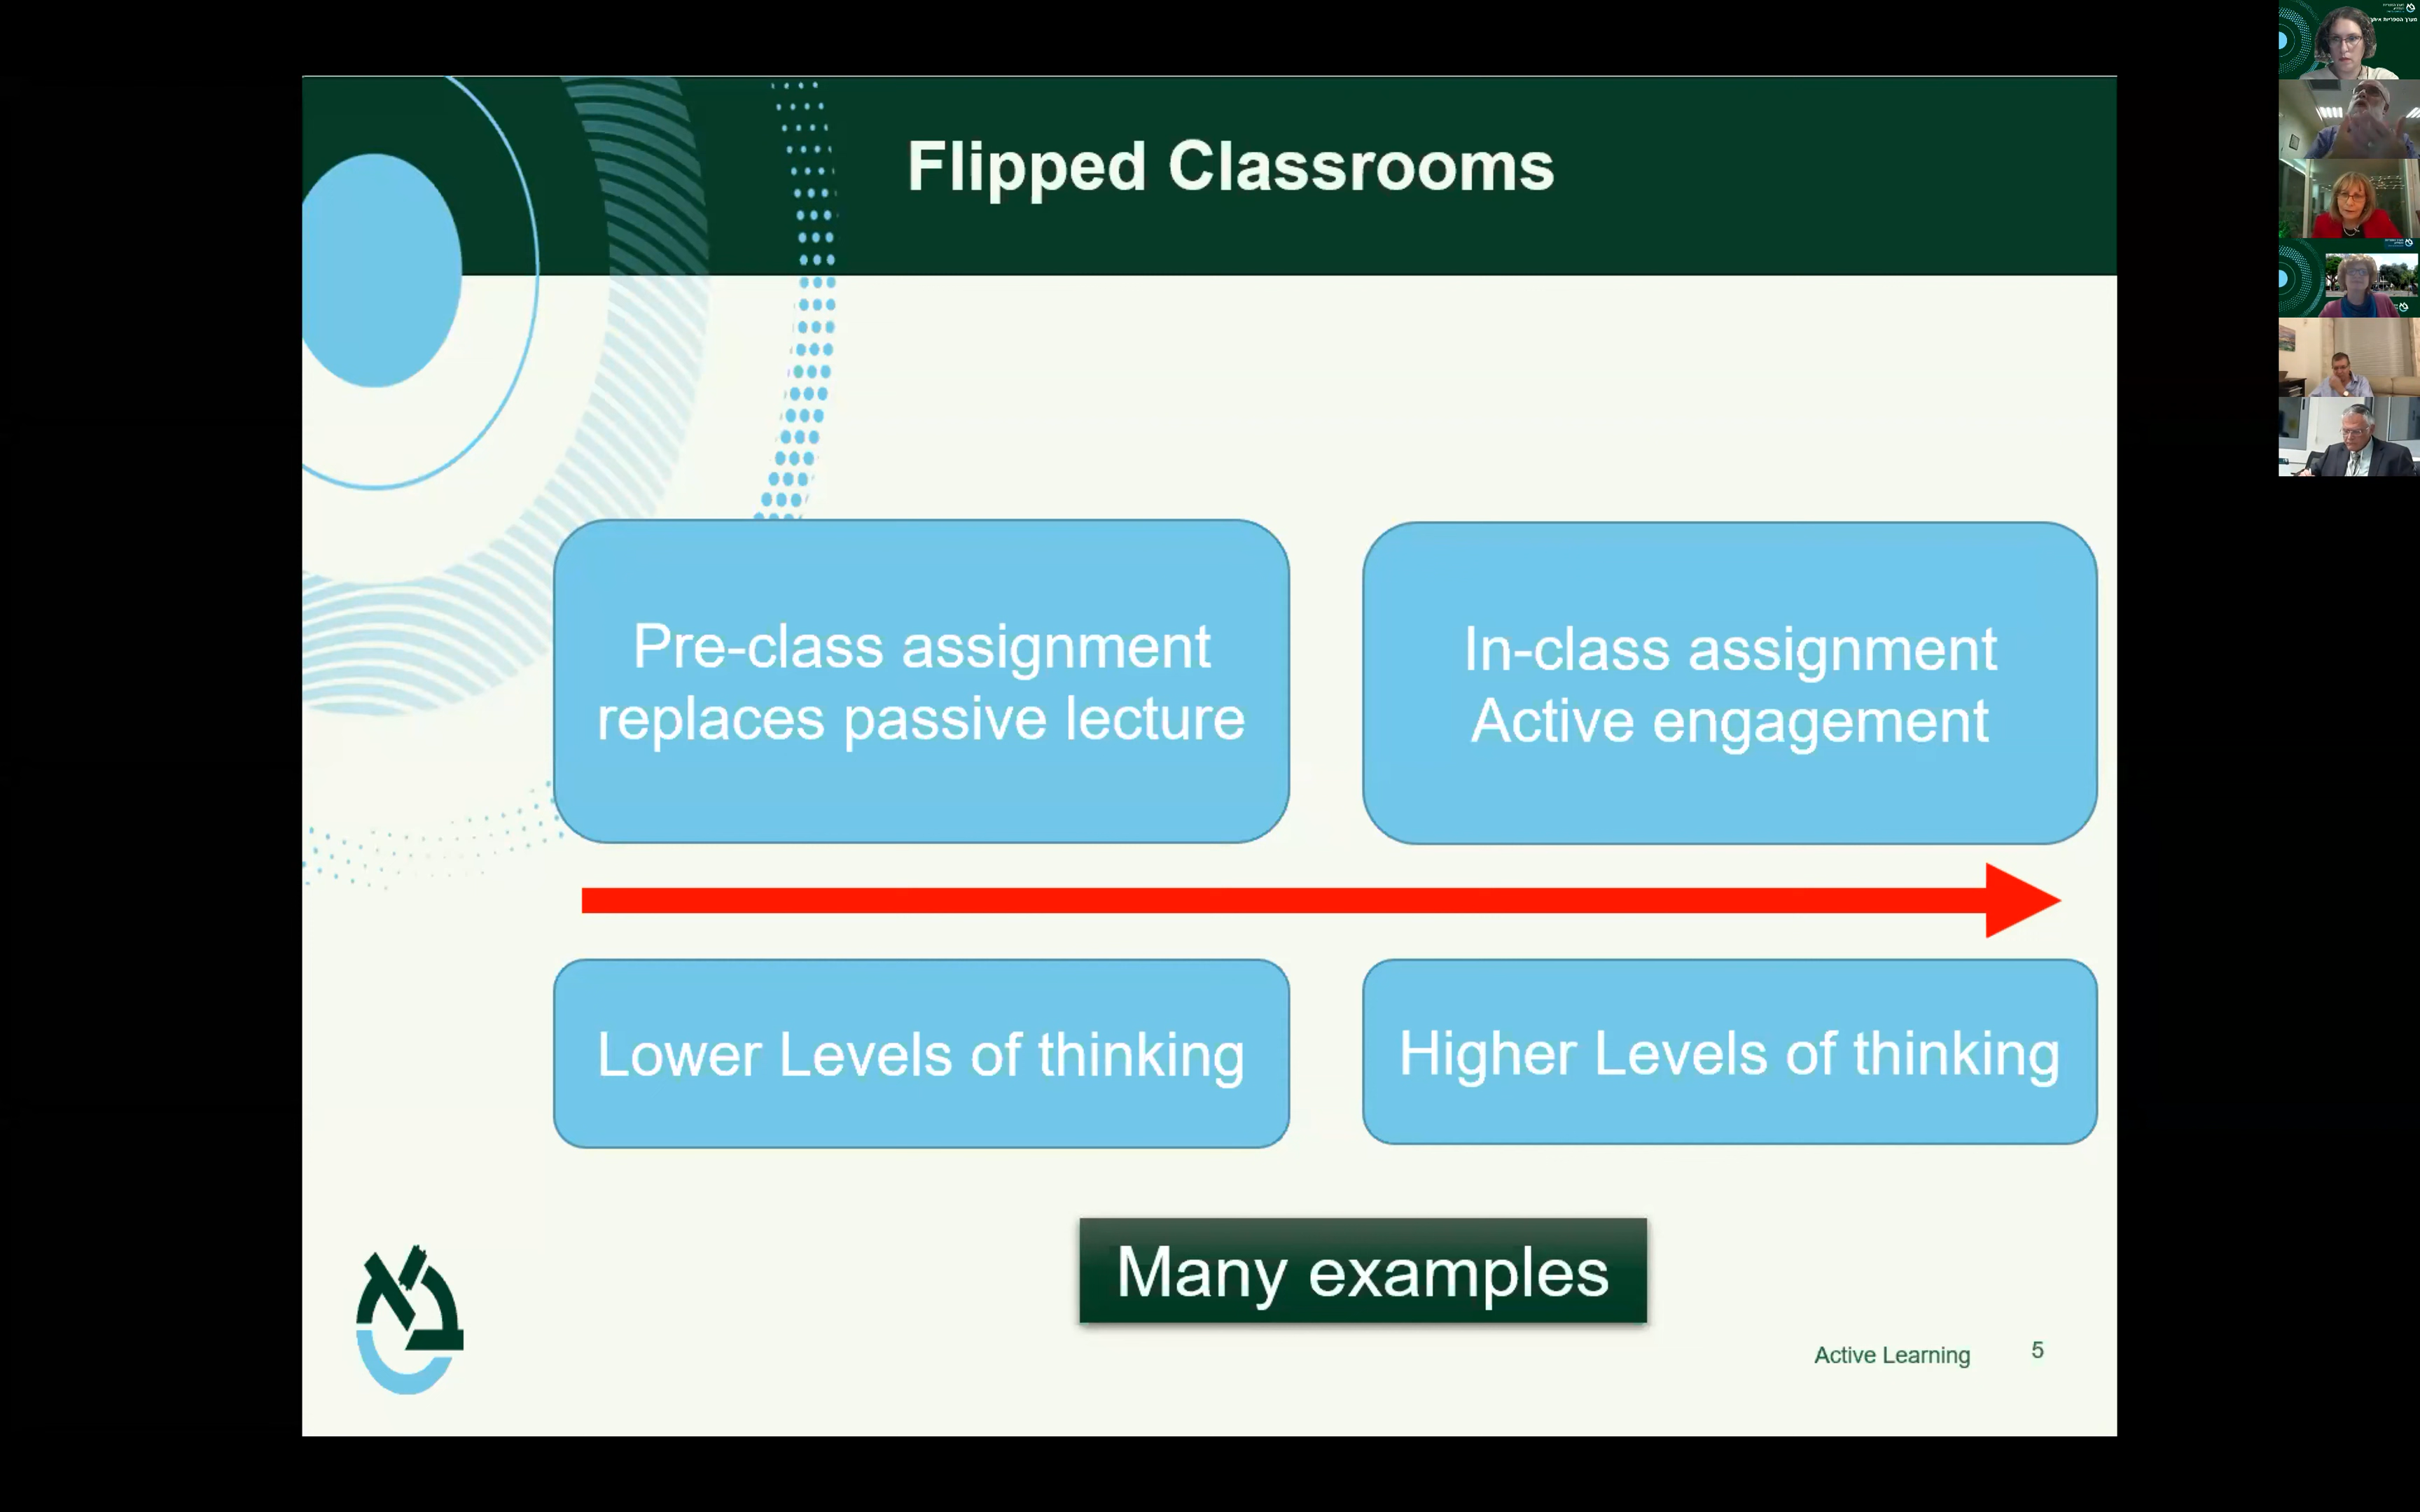 Flipped Classrooms
Pre-class assignment
replaces passive lecture
In-class assignment
Active engagement
Lower Levels of thinking
Higher Levels of thinking
Many examples
Active Learning
5